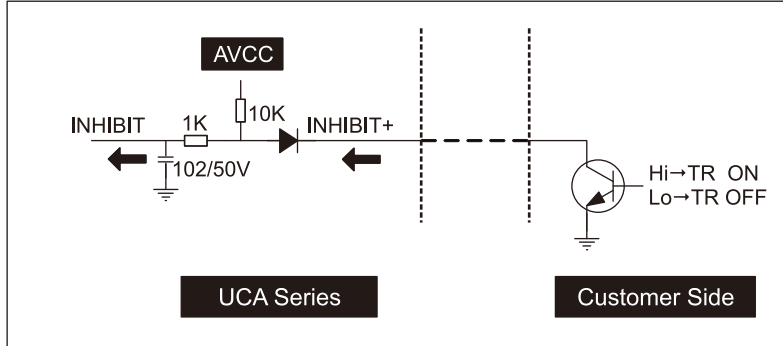 AVCC
10K
1K
INHIBIT
INHIBIT+
102/50V
Hi→TR ON
Lo→TR OFF
UCA Series
Customer Side